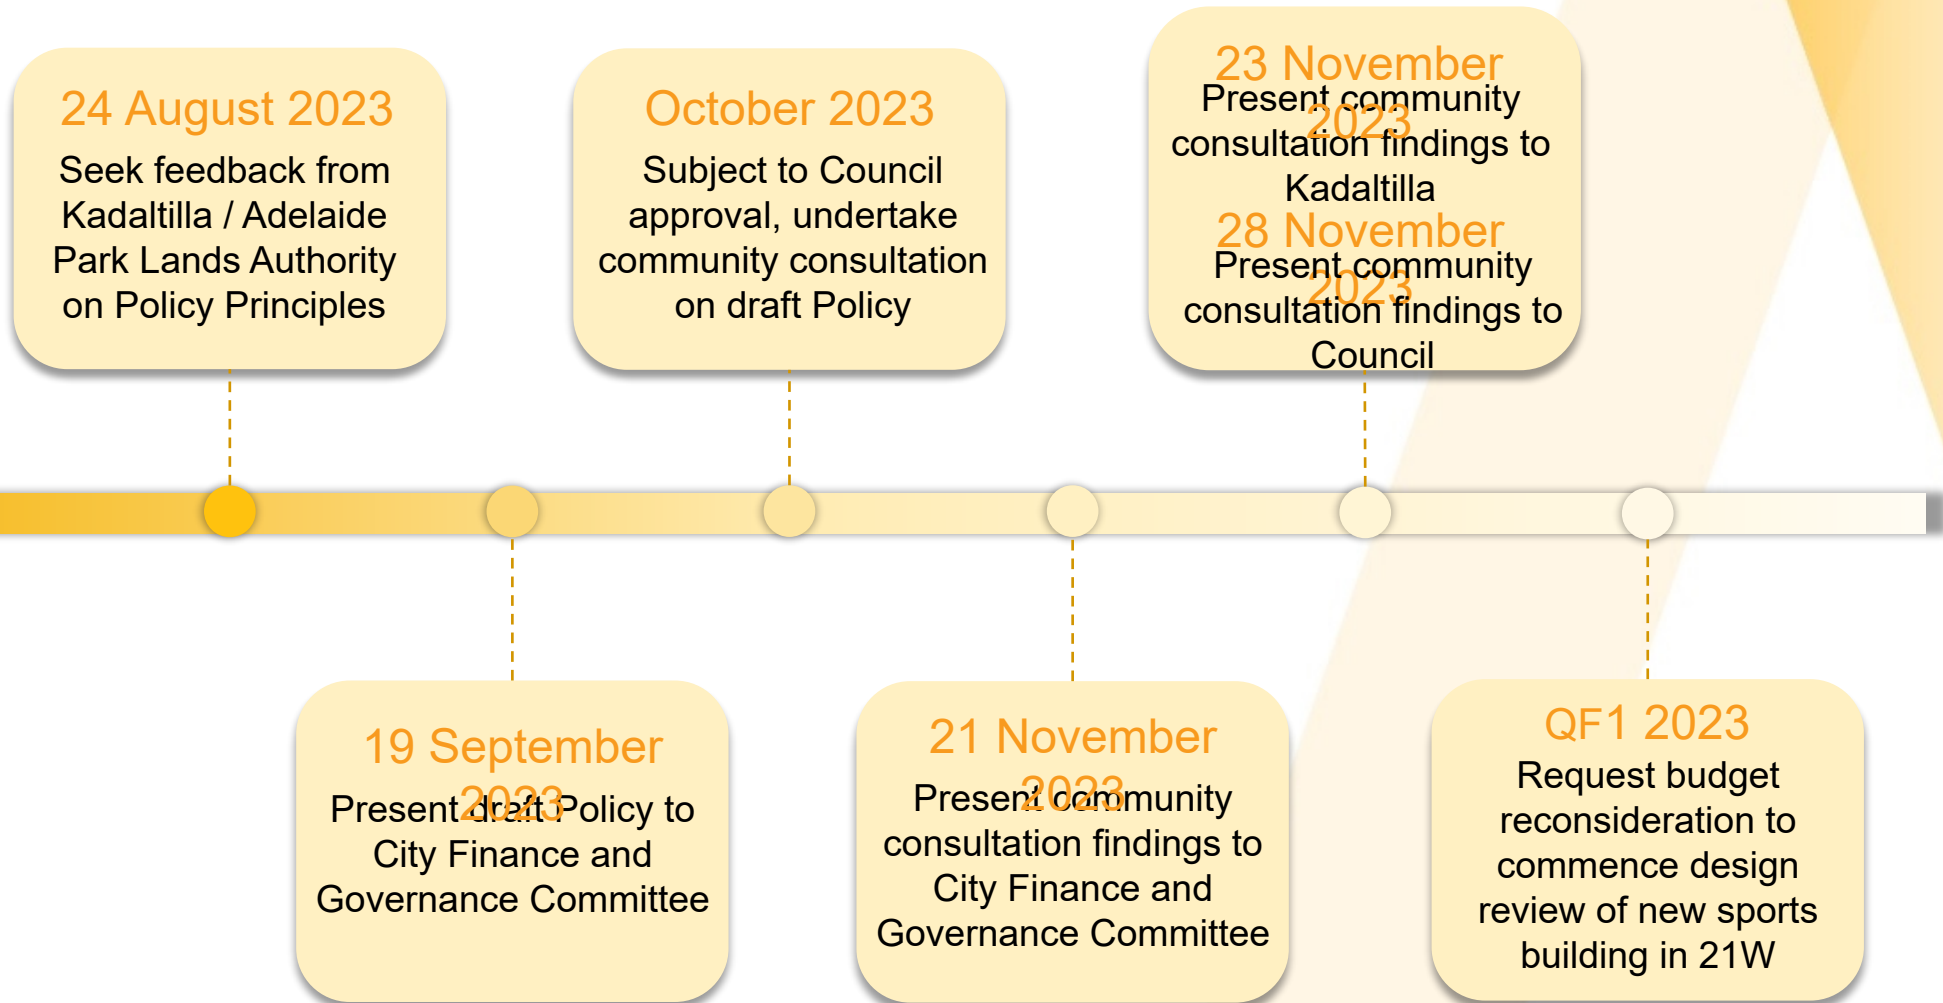 24 August 2023
Seek feedback from
Kadaltilla / Adelaide
Park Lands Authority
on Policy Principles
19 September
2023
Present draft Policy to
City Finance and
Governance Committee
October 2023
Subject to Council
approval, undertake
community consultation
on draft Policy
21 November
2023
Present community
consultation findings to
City Finance and
Governance Committee
23 November
2023
Present community
consultation findings to
Kadaltilla
28 November
2023
Present community
consultation findings to
Council
QF1 2023
Request budget
reconsideration to
commence design
review of new sports
building in 21W